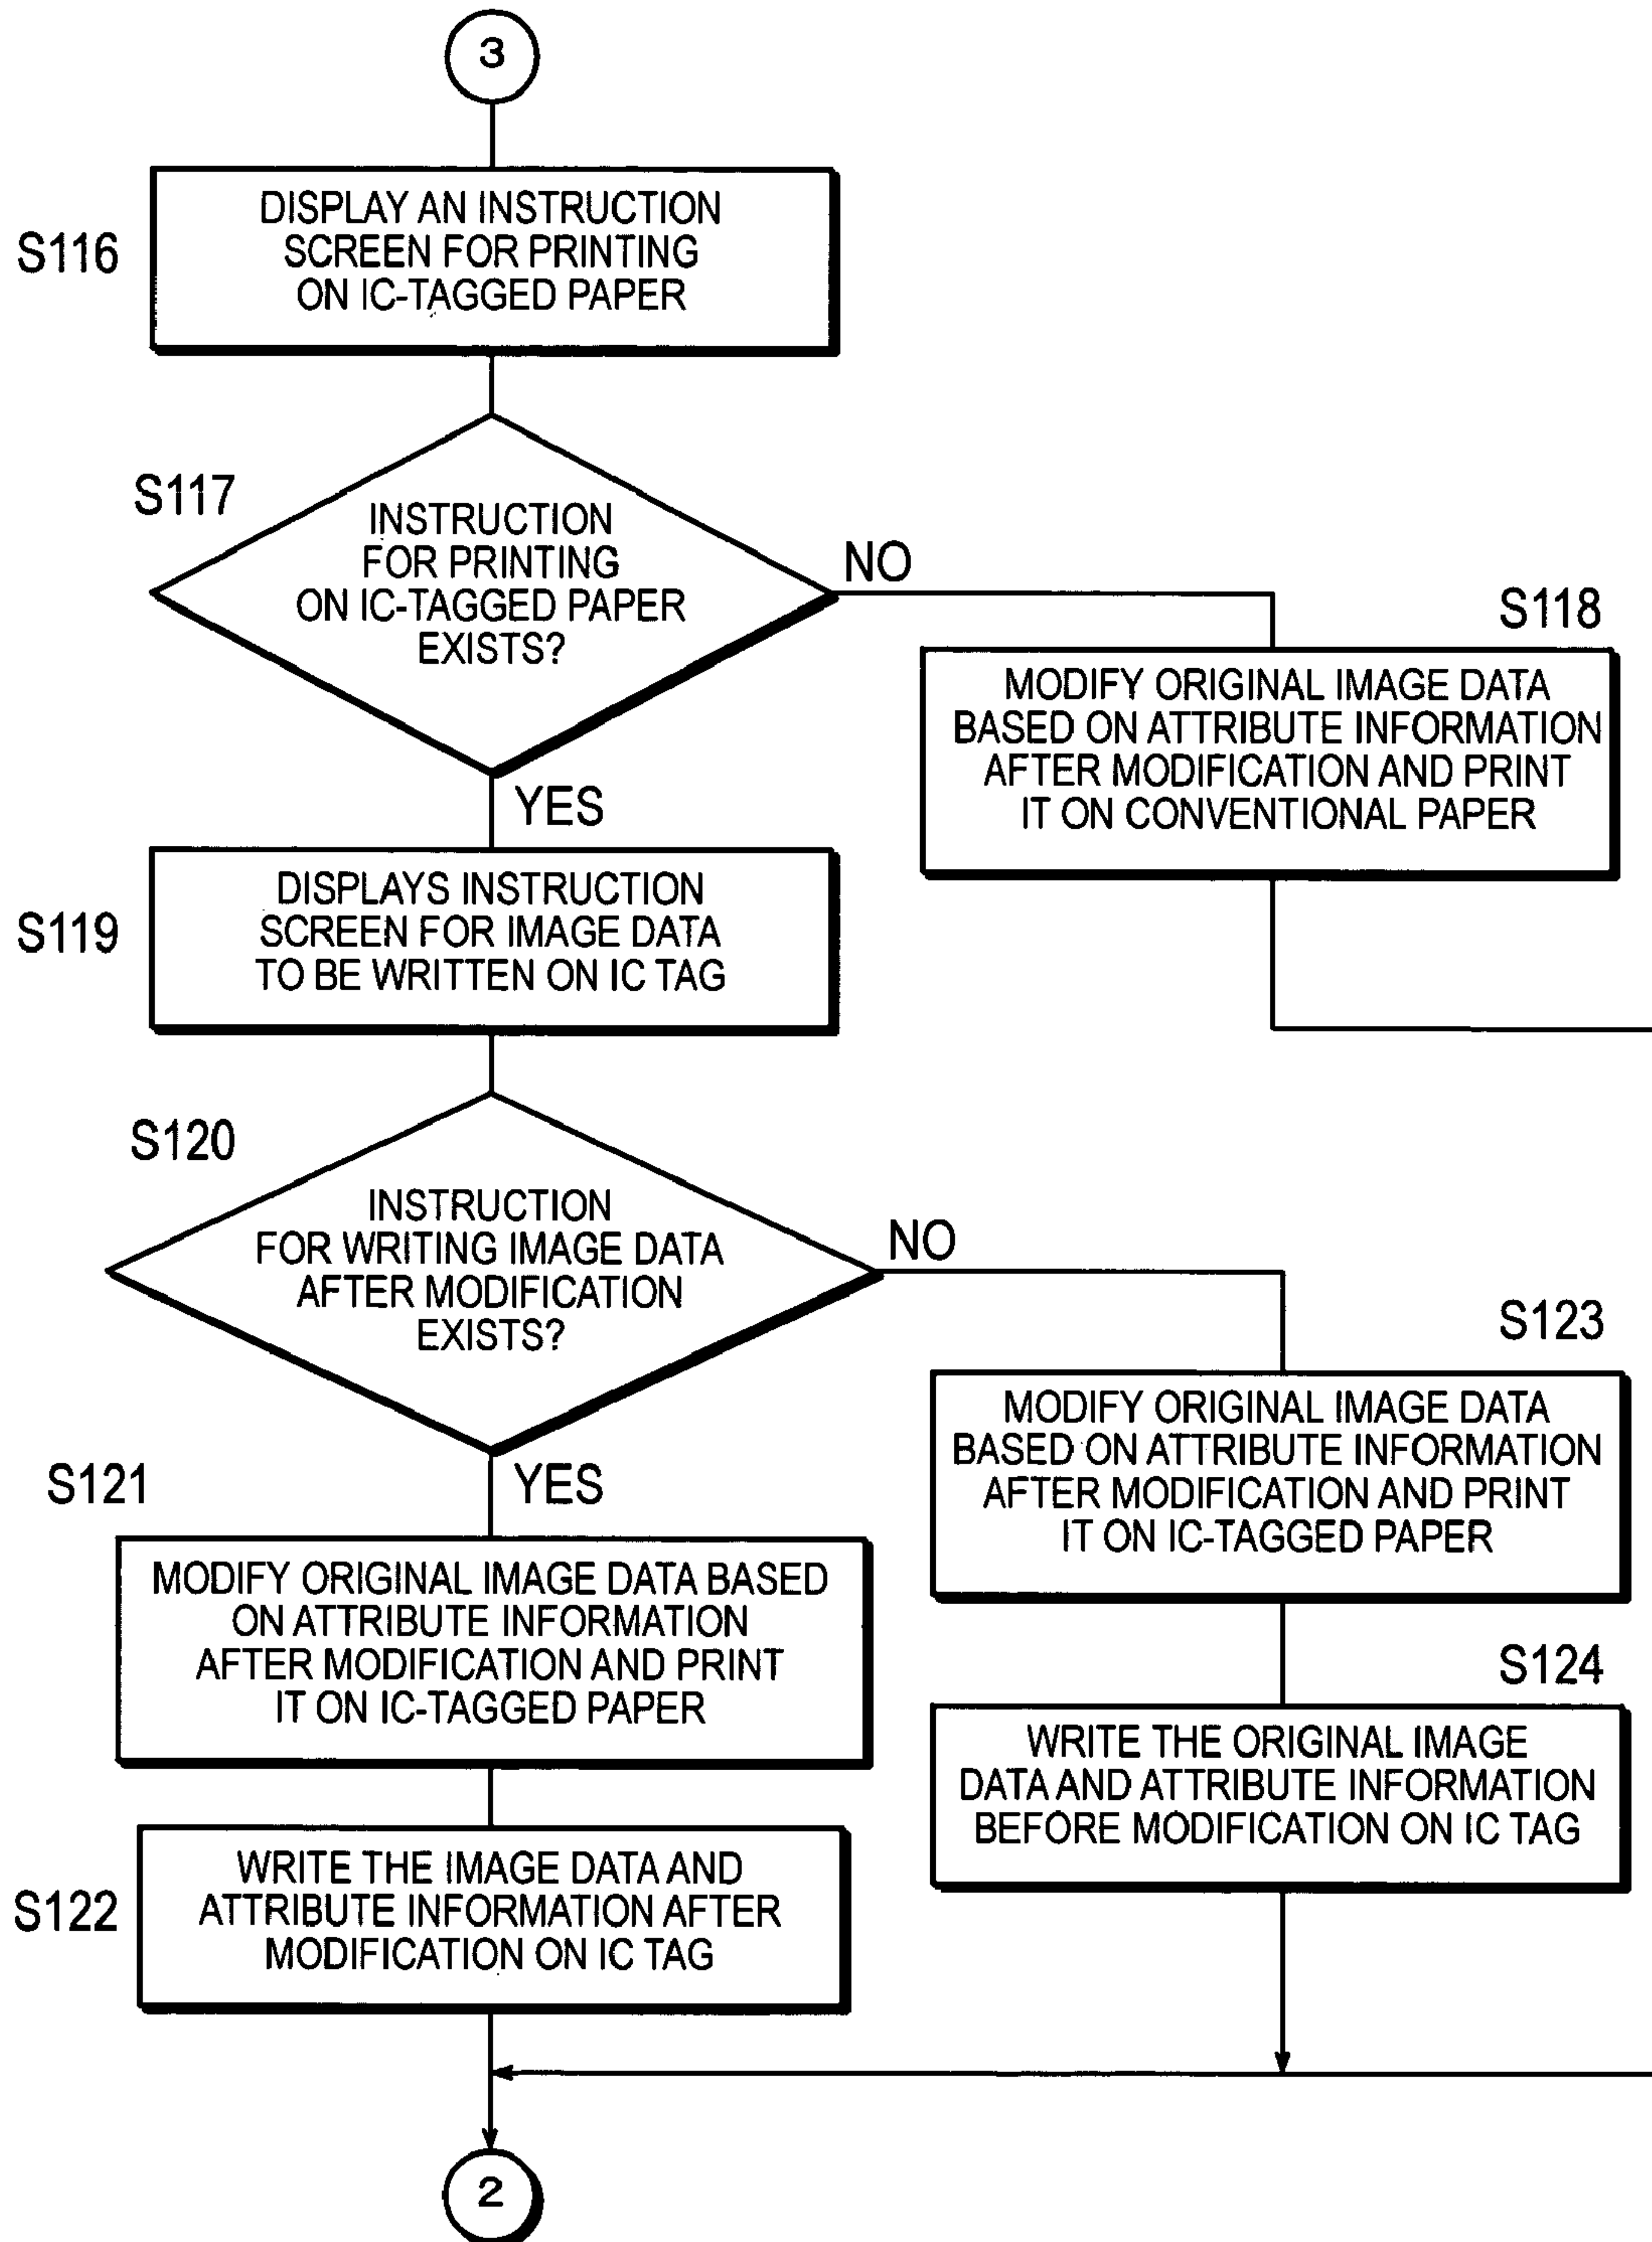 3
S116
DISPLAY AN INSTRUCTION
SCREEN FOR PRINTING
ON IC-TAGGED PAPER
S117
INSTRUCTION
FOR PRINTING
ON IC-TAGGED PAPER
EXISTS?
NO
S118
MODIFY ORIGINAL IMAGE DATA
BASED ON ATTRIBUTE INFORMATION
AFTER MODIFICATION AND PRINT
IT ON CONVENTIONAL PAPER
YES
S119
DISPLAYS INSTRUCTION
SCREEN FOR IMAGE DATA
TO BE WRITTEN ON IC TAG
S120
INSTRUCTION
FOR WRITING IMAGE DATA
AFTER MODIFICATION
EXISTS?
NO
S123
MODIFY ORIGINAL IMAGE DATA
BASED ON ATTRIBUTE INFORMATION
AFTER MODIFICATION AND PRINT
IT ON IC-TAGGED PAPER
YES
S121
MODIFY ORIGINAL IMAGE DATA BASED
ON ATTRIBUTE INFORMATION
AFTER MODIFICATION AND PRINT
IT ON IC-TAGGED PAPER
S124
WRITE THE ORIGINAL IMAGE
DATA AND ATTRIBUTE INFORMATION
BEFORE MODIFICATION ON IC TAG
S122
WRITE THE IMAGE DATA AND
ATTRIBUTE INFORMATION AFTER
MODIFICATION ON IC TAG
2